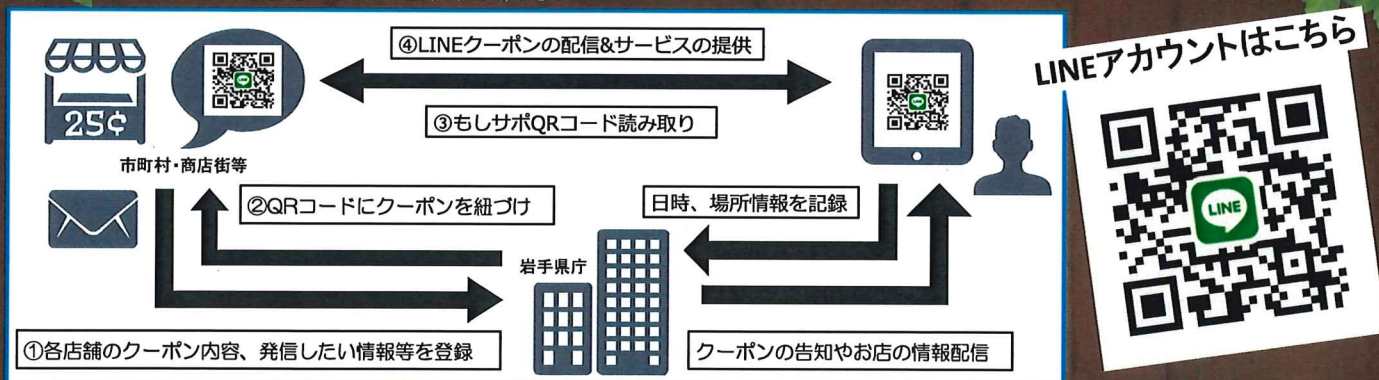 ④LINEクーポンの配信&サービスの提供
LINEアカウントはこちら
25¢
③もしサポQRコード読み取り
市町村・商店街等
②QRコードにクーポンを紐づけ
日時、場所情報を記録
岩手県庁
LINE
①各店舗のクーポン内容、発信したい情報等を登録
クーポンの告知やお店の情報配信